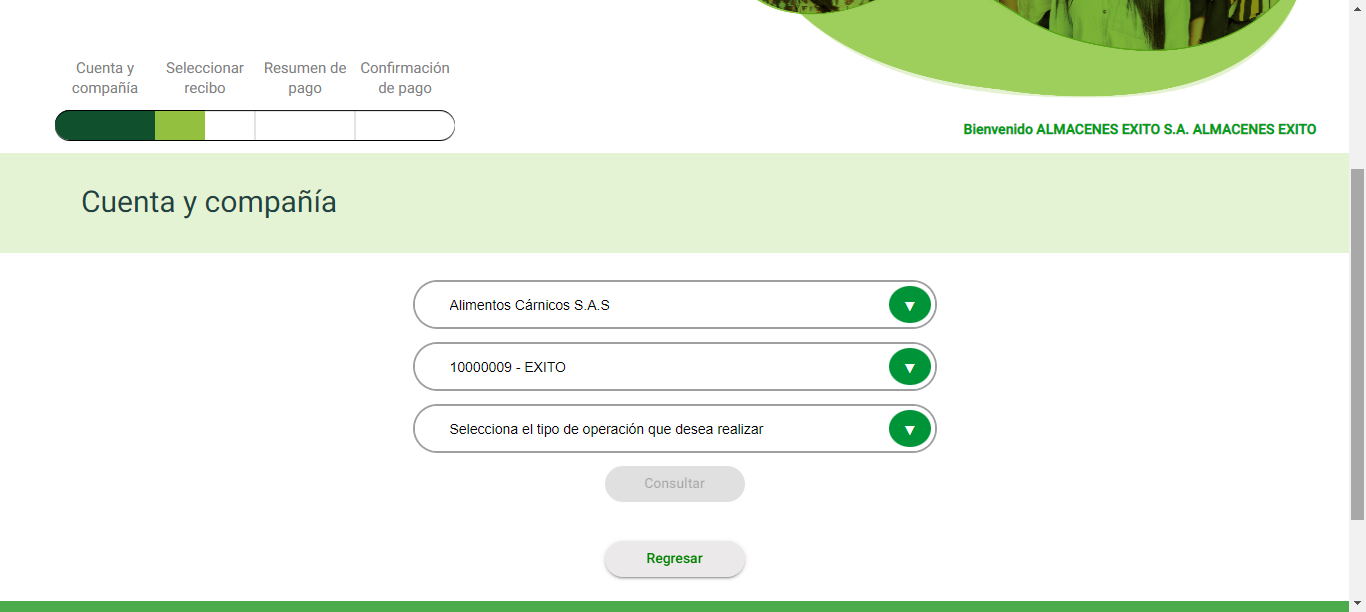 Cuenta y
compañía
Seleccionar
recibo
Resumen de
pago
Confirmación
de pago
Bienvenido ALMACENES EXITO S.A. ALMACENES EXITO
Cuenta y compañía
Alimentos Cárnicos S.A.S
10000009 - EXITO
Selecciona el tipo de operación que desea realizar
Consultar
Regresar